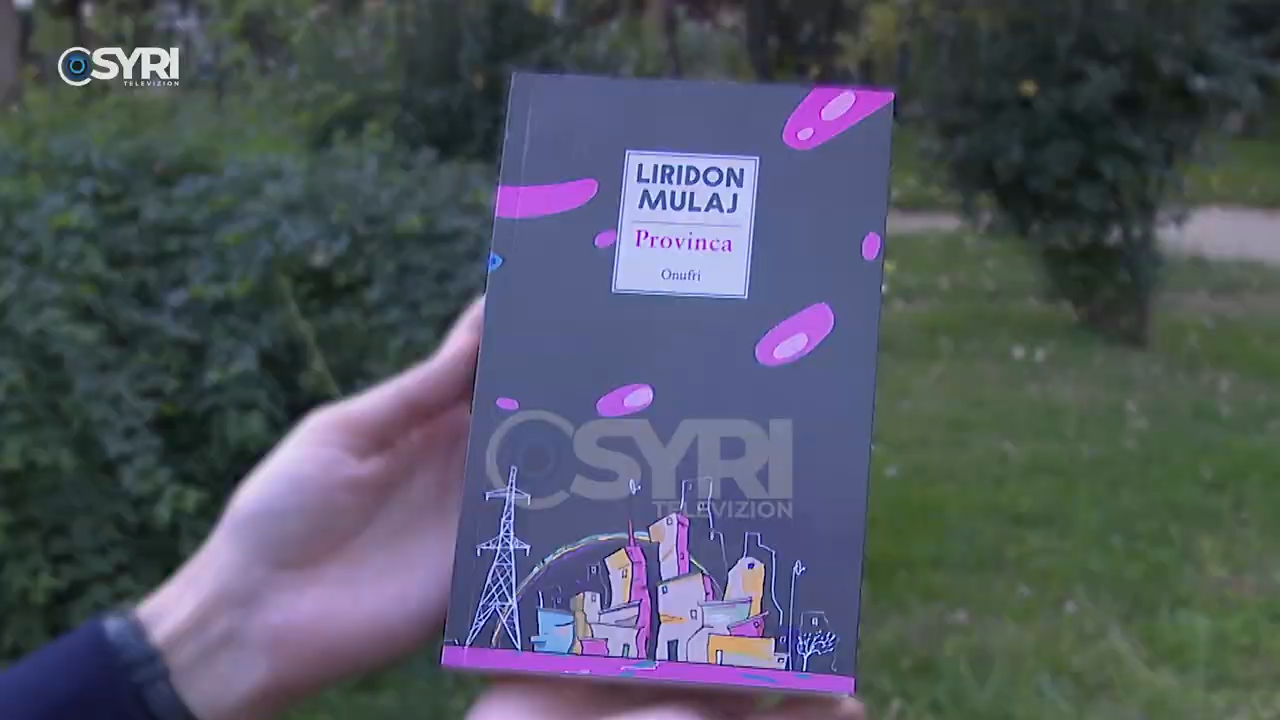 SYRI
TELEVIZION
LIRIDON
MULAJ
Provinca
Onufri
SYRI
TELEVIZION